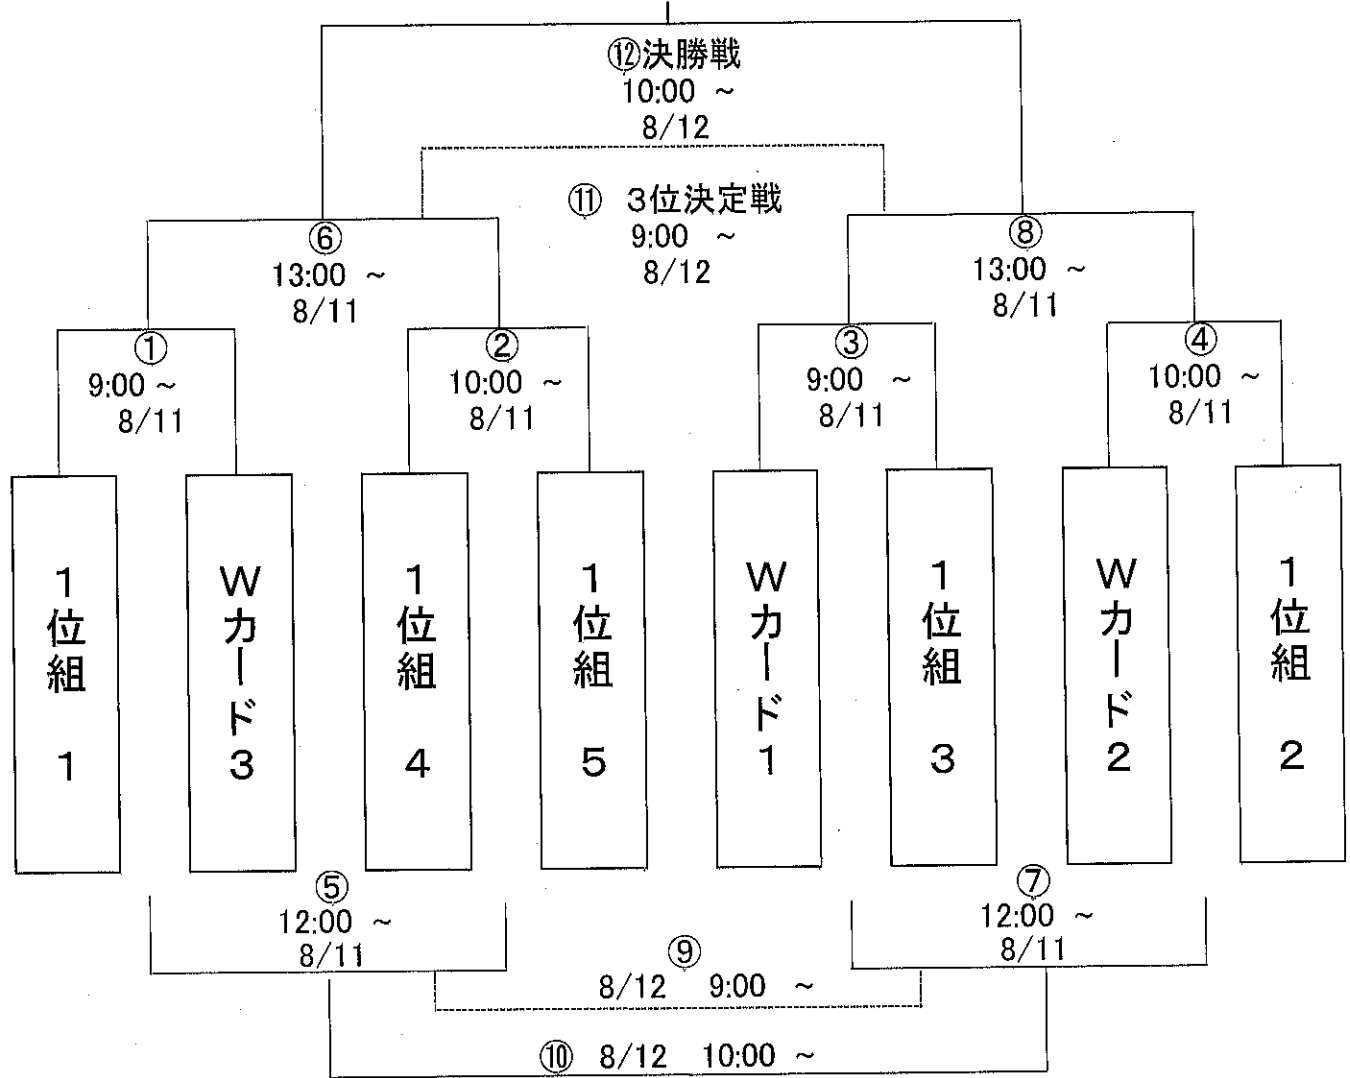 ⑫決勝戦
10:00 ~
8/12
⑪ 3位決定戦
9:00 ~
8/12
⑥
13:00 ~
8/11
⑧
13:00 ~
8/11
①
9:00 ~
8/11
②
10:00 ~
8/11
③
9:00 ~
8/11
④
10:00 ~
8/11
1位組 1
Wカード3
1位組 4
1位組 5
Wカード1
1位組 3
Wカード2
1位組 2
⑤
12:00 ~
8/11
⑦
12:00 ~
8/11
⑨
8/12 9:00 ~
⑩ 8/12 10:00 ~